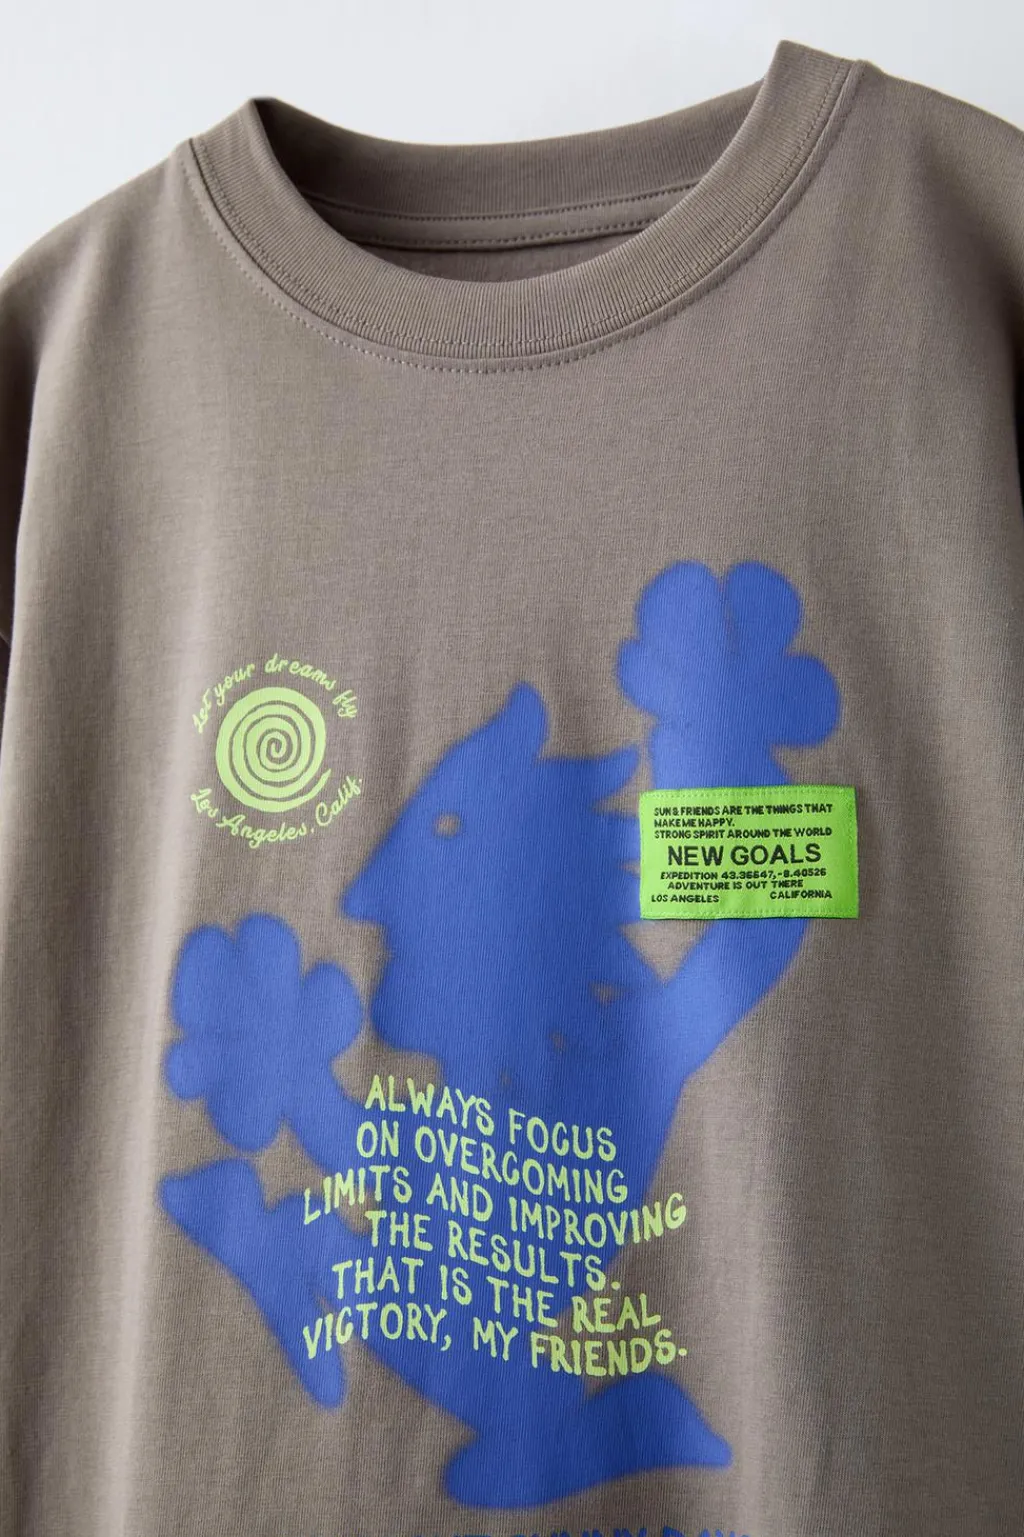 Let your dreams fly
Los Angeles, Calif.
SUN & FRIENDS ARE THE THINGS THAT
MAKE ME HAPPY.
STRONG SPIRIT AROUND THE WORLD
NEW GOALS
EXPEDITION 43.36647,-8.40526
ADVENTURE IS OUT THERE
LOS ANGELES CALIFORNIA
ALWAYS FOCUS
ON OVERCOMING
LIMITS AND IMPROVING
THE RESULTS.
THAT IS THE REAL
VICTORY, MY FRIENDS.